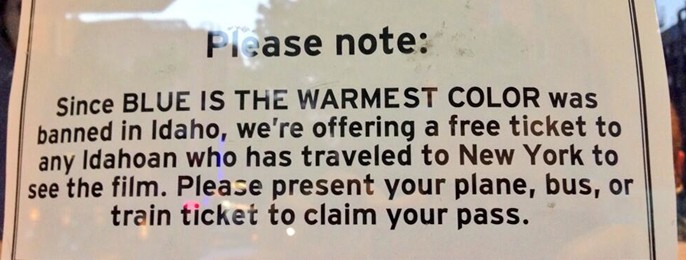 Please note:
Since BLUE IS THE WARMEST COLOR was
banned in Idaho, we're offering a free ticket to
any Idahoan who has traveled to New York to
see the film. Please present your plane, bus, or
train ticket to claim your pass.